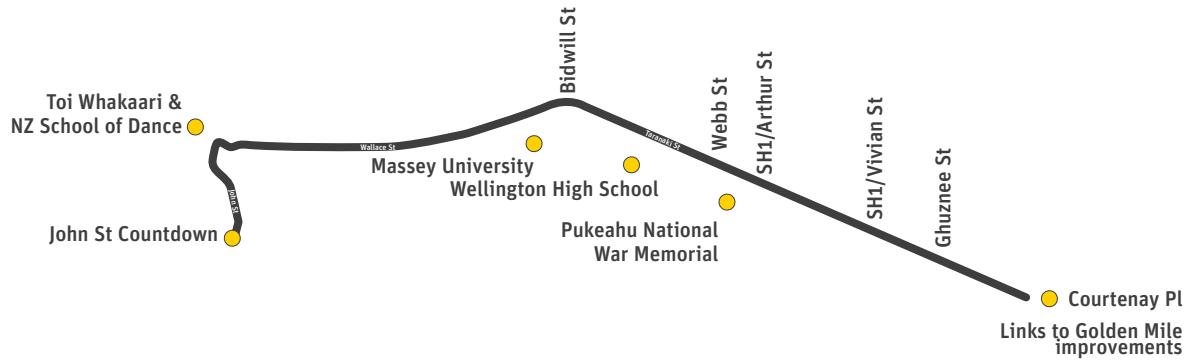 Bidwill St
Webb St
SH1/Arthur St
SH1/Vivian St
Ghuznee St
Toi Whakaari &
NZ School of Dance
Wallace St
Taranaki St
Massey University
Wellington High School
John St
John St Countdown
Pukeahu National
War Memorial
Courtenay Pl
Links to Golden Mile
improvements